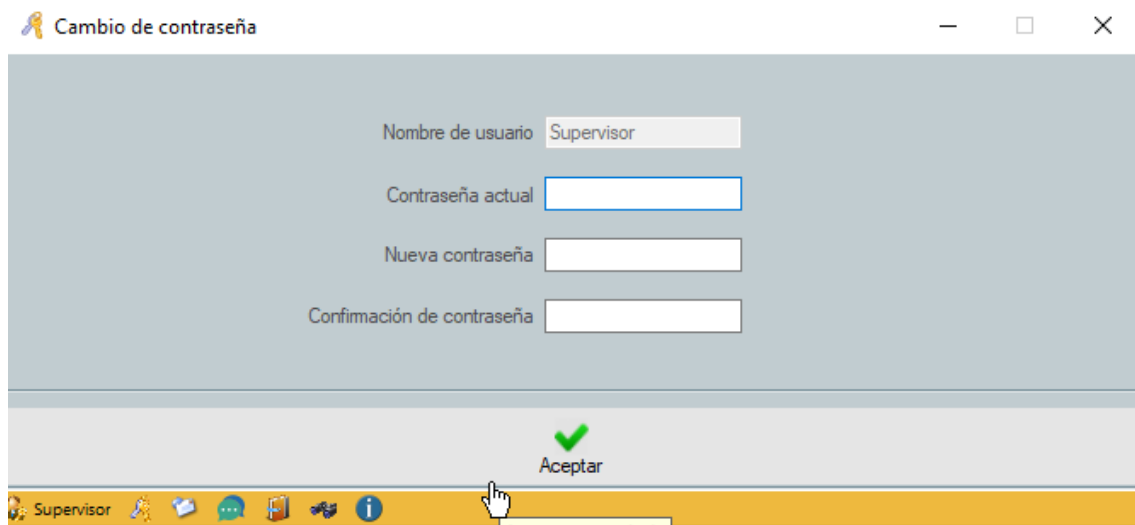 Cambio de contraseña
Nombre de usuario Supervisor
Contraseña actual
Nueva contraseña
Confirmación de contraseña
Aceptar
Supervisor